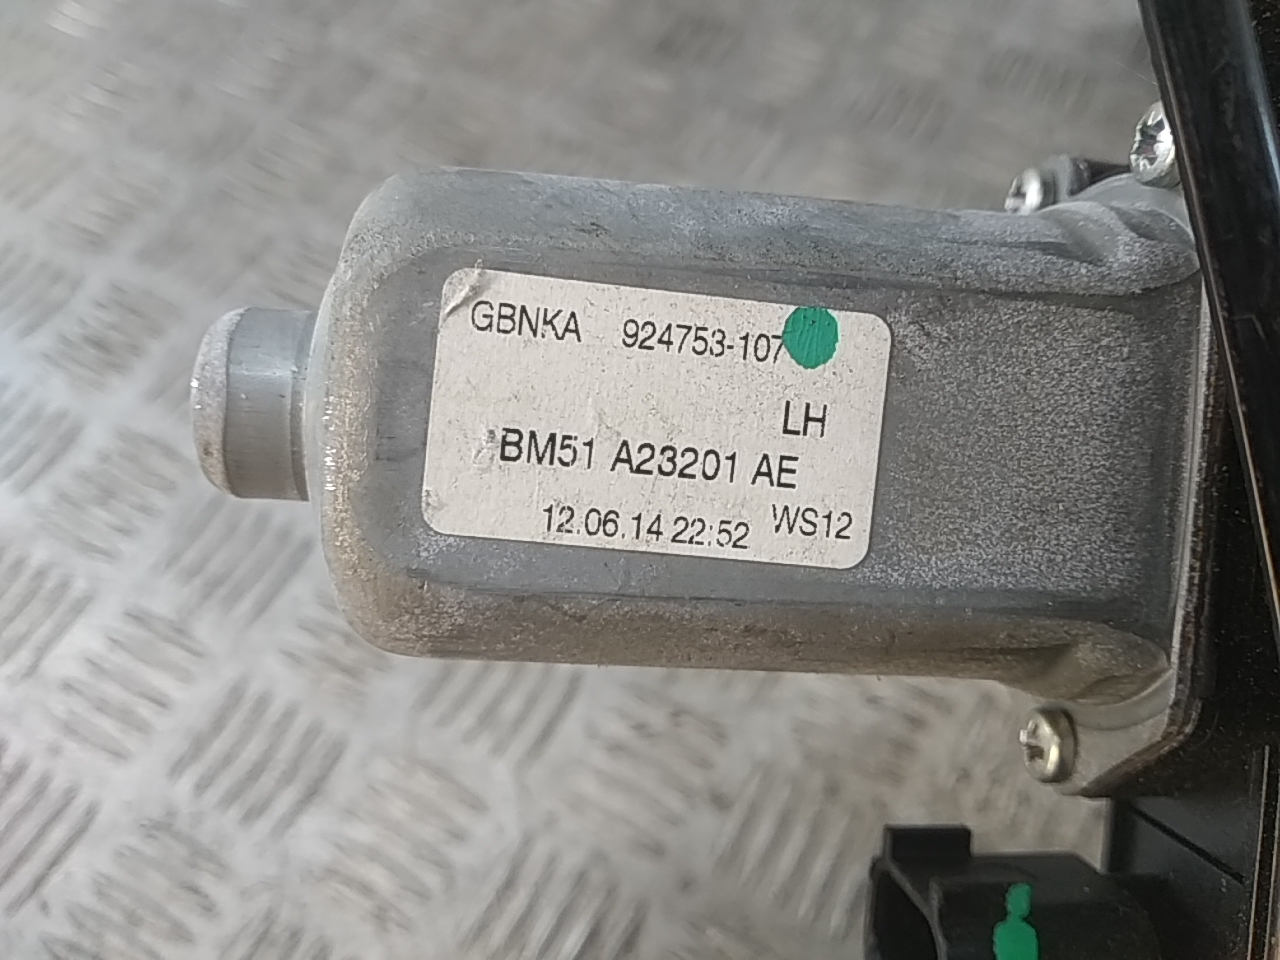 GBNKA 924753-107
LH
BM51 A23201 AE
12.06.14 22:52 WS12